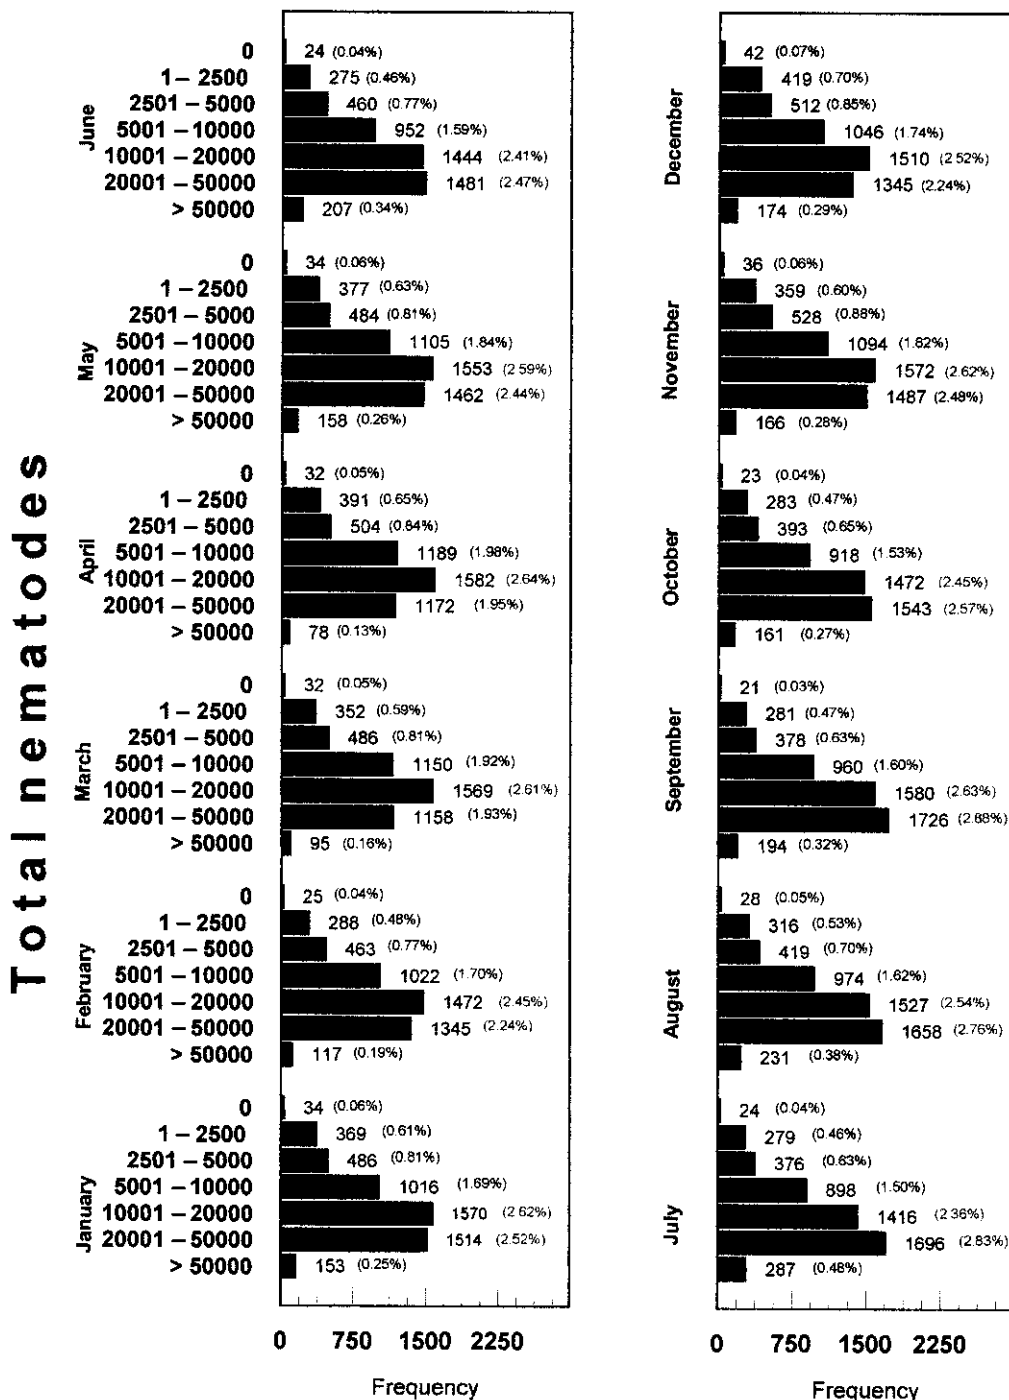 Total nematodes
June
0 24 (0.04%)
1 – 2500 275 (0.46%)
2501 – 5000 460 (0.77%)
5001 – 10000 952 (1.59%)
10001 – 20000 1444 (2.41%)
20001 – 50000 1481 (2.47%)
> 50000 207 (0.34%)
May
0 34 (0.06%)
1 – 2500 377 (0.63%)
2501 – 5000 484 (0.81%)
5001 – 10000 1105 (1.84%)
10001 – 20000 1553 (2.59%)
20001 – 50000 1462 (2.44%)
> 50000 158 (0.26%)
April
0 32 (0.05%)
1 – 2500 391 (0.65%)
2501 – 5000 504 (0.84%)
5001 – 10000 1189 (1.98%)
10001 – 20000 1582 (2.64%)
20001 – 50000 1172 (1.95%)
> 50000 78 (0.13%)
March
0 32 (0.05%)
1 – 2500 352 (0.59%)
2501 – 5000 486 (0.81%)
5001 – 10000 1150 (1.92%)
10001 – 20000 1569 (2.61%)
20001 – 50000 1158 (1.93%)
> 50000 95 (0.16%)
February
0 25 (0.04%)
1 – 2500 288 (0.48%)
2501 – 5000 463 (0.77%)
5001 – 10000 1022 (1.70%)
10001 – 20000 1472 (2.45%)
20001 – 50000 1345 (2.24%)
> 50000 117 (0.19%)
January
0 34 (0.06%)
1 – 2500 369 (0.61%)
2501 – 5000 486 (0.81%)
5001 – 10000 1016 (1.69%)
10001 – 20000 1570 (2.62%)
20001 – 50000 1514 (2.52%)
> 50000 153 (0.25%)
0 750 1500 2250
Frequency
December
42 (0.07%)
419 (0.70%)
512 (0.85%)
1046 (1.74%)
1510 (2.52%)
1345 (2.24%)
174 (0.29%)
November
36 (0.06%)
359 (0.60%)
528 (0.88%)
1094 (1.82%)
1572 (2.62%)
1487 (2.48%)
166 (0.28%)
October
23 (0.04%)
283 (0.47%)
393 (0.65%)
918 (1.53%)
1472 (2.45%)
1543 (2.57%)
161 (0.27%)
September
21 (0.03%)
281 (0.47%)
378 (0.63%)
960 (1.60%)
1580 (2.63%)
1726 (2.88%)
194 (0.32%)
August
28 (0.05%)
316 (0.53%)
419 (0.70%)
974 (1.62%)
1527 (2.54%)
1658 (2.76%)
231 (0.38%)
July
24 (0.04%)
279 (0.46%)
376 (0.63%)
898 (1.50%)
1416 (2.36%)
1696 (2.83%)
287 (0.48%)
0 750 1500 2250
Frequency